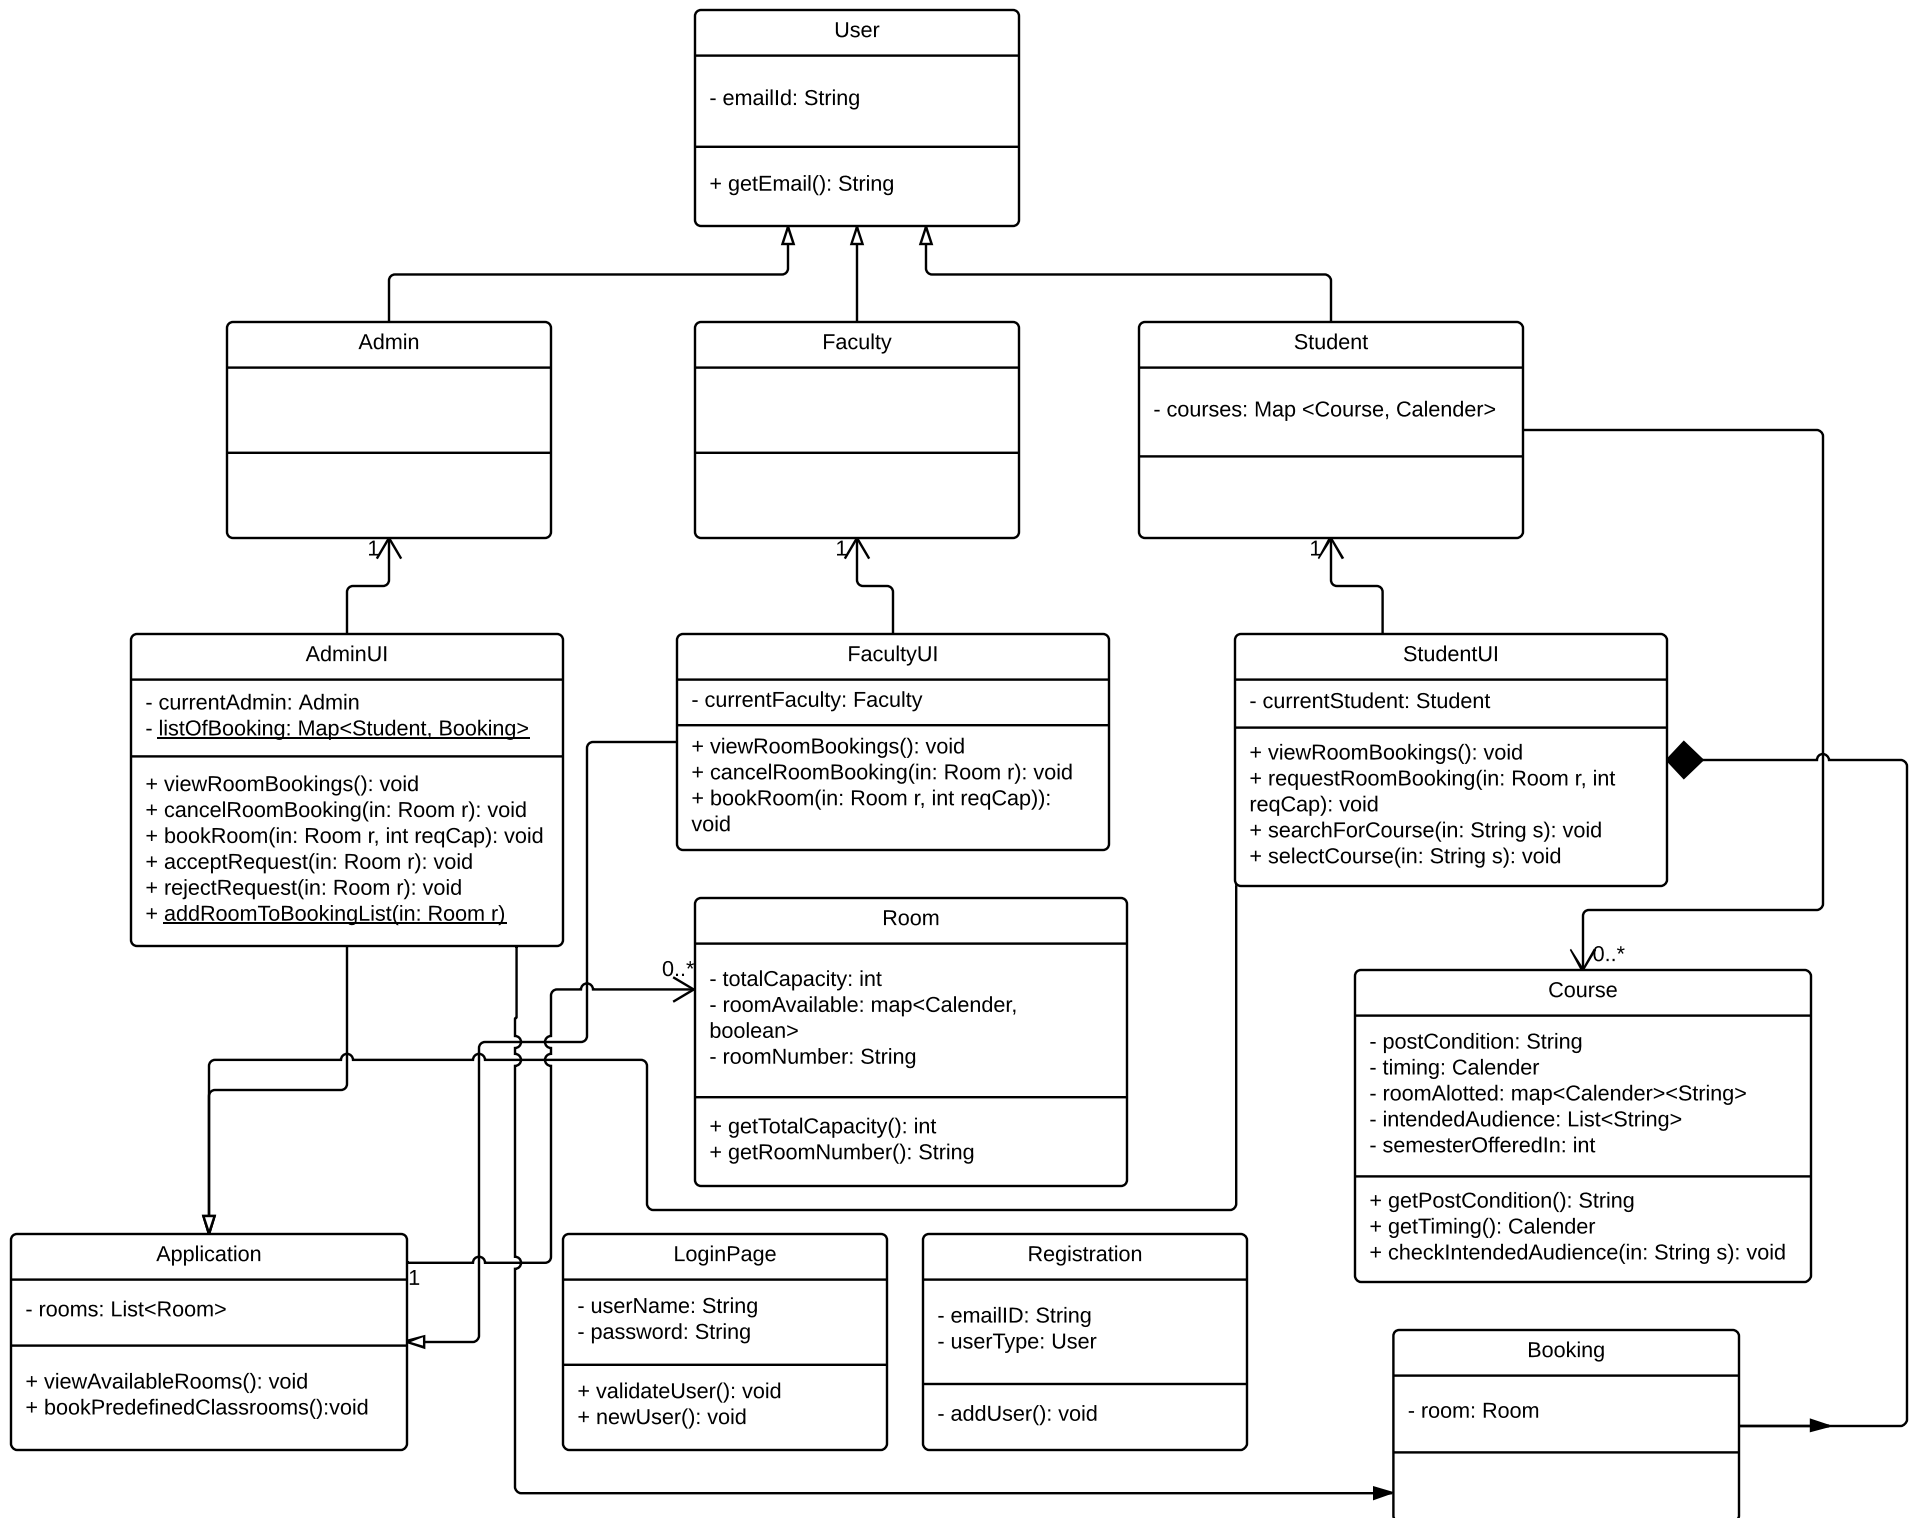 User
- emailId: String
+ getEmail(): String
Admin
Faculty
Student
- courses: Map <Course, Calender>
1
1
1
AdminUI
- currentAdmin: Admin
- listOfBooking: Map<Student, Booking>
+ viewRoomBookings(): void
+ cancelRoomBooking(in: Room r): void
+ bookRoom(in: Room r, int reqCap): void
+ acceptRequest(in: Room r): void
+ rejectRequest(in: Room r): void
+ addRoomToBookingList(in: Room r)
FacultyUI
- currentFaculty: Faculty
+ viewRoomBookings(): void
+ cancelRoomBooking(in: Room r): void
+ bookRoom(in: Room r, int reqCap)):
void
StudentUI
- currentStudent: Student
+ viewRoomBookings(): void
+ requestRoomBooking(in: Room r, int
reqCap): void
+ searchForCourse(in: String s): void
+ selectCourse(in: String s): void
0..*
Room
- totalCapacity: int
- roomAvailable: map<Calender,
boolean>
- roomNumber: String
+ getTotalCapacity(): int
+ getRoomNumber(): String
0..*
Course
- postCondition: String
- timing: Calender
- roomAlotted: map<Calender><String>
- intendedAudience: List<String>
- semesterOfferedIn: int
+ getPostCondition(): String
+ getTiming(): Calender
+ checkIntendedAudience(in: String s): void
Application
1
- rooms: List<Room>
+ viewAvailableRooms(): void
+ bookPredefinedClassrooms():void
LoginPage
- userName: String
- password: String
+ validateUser(): void
+ newUser(): void
Registration
- emailID: String
- userType: User
- addUser(): void
Booking
- room: Room